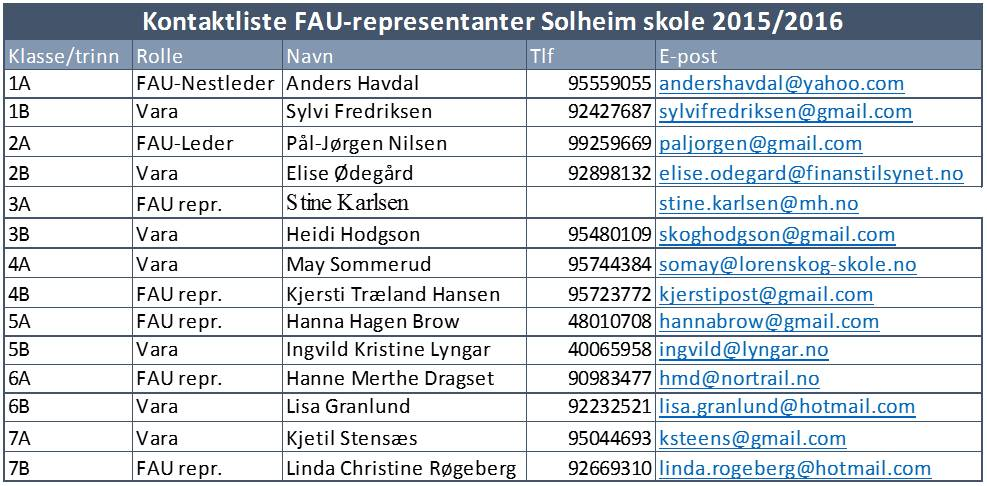 Kontaktliste FAU-representanter Solheim skole 2015/2016
Klasse/trinn Rolle Navn Tlf E-post
1A FAU-Nestleder Anders Havdal 95559055 andershavdal@yahoo.com
1B Vara Sylvi Fredriksen 92427687 sylvifredriksen@gmail.com
2A FAU-Leder Pål-Jørgen Nilsen 99259669 paljorgen@gmail.com
2B Vara Elise Ødegård 92898132 elise.odegard@finanstilsynet.no
3A FAU repr. Stine Karlsen stine.karlsen@mh.no
3B Vara Heidi Hodgson 95480109 skoghodgson@gmail.com
4A Vara May Sommerud 95744384 somay@lorenskog-skole.no
4B FAU repr. Kjersti Træland Hansen 95723772 kjerstipost@gmail.com
5A FAU repr. Hanna Hagen Brow 48010708 hannabrow@gmail.com
5B Vara Ingvild Kristine Lyngar 40065958 ingvild@lyngar.no
6A FAU repr. Hanne Merthe Dragset 90983477 hmd@nortrail.no
6B Vara Lisa Granlund 92232521 lisa.granlund@hotmail.com
7A Vara Kjetil Stensæs 95044693 ksteens@gmail.com
7B FAU repr. Linda Christine Røgeberg 92669310 linda.rogeberg@hotmail.com